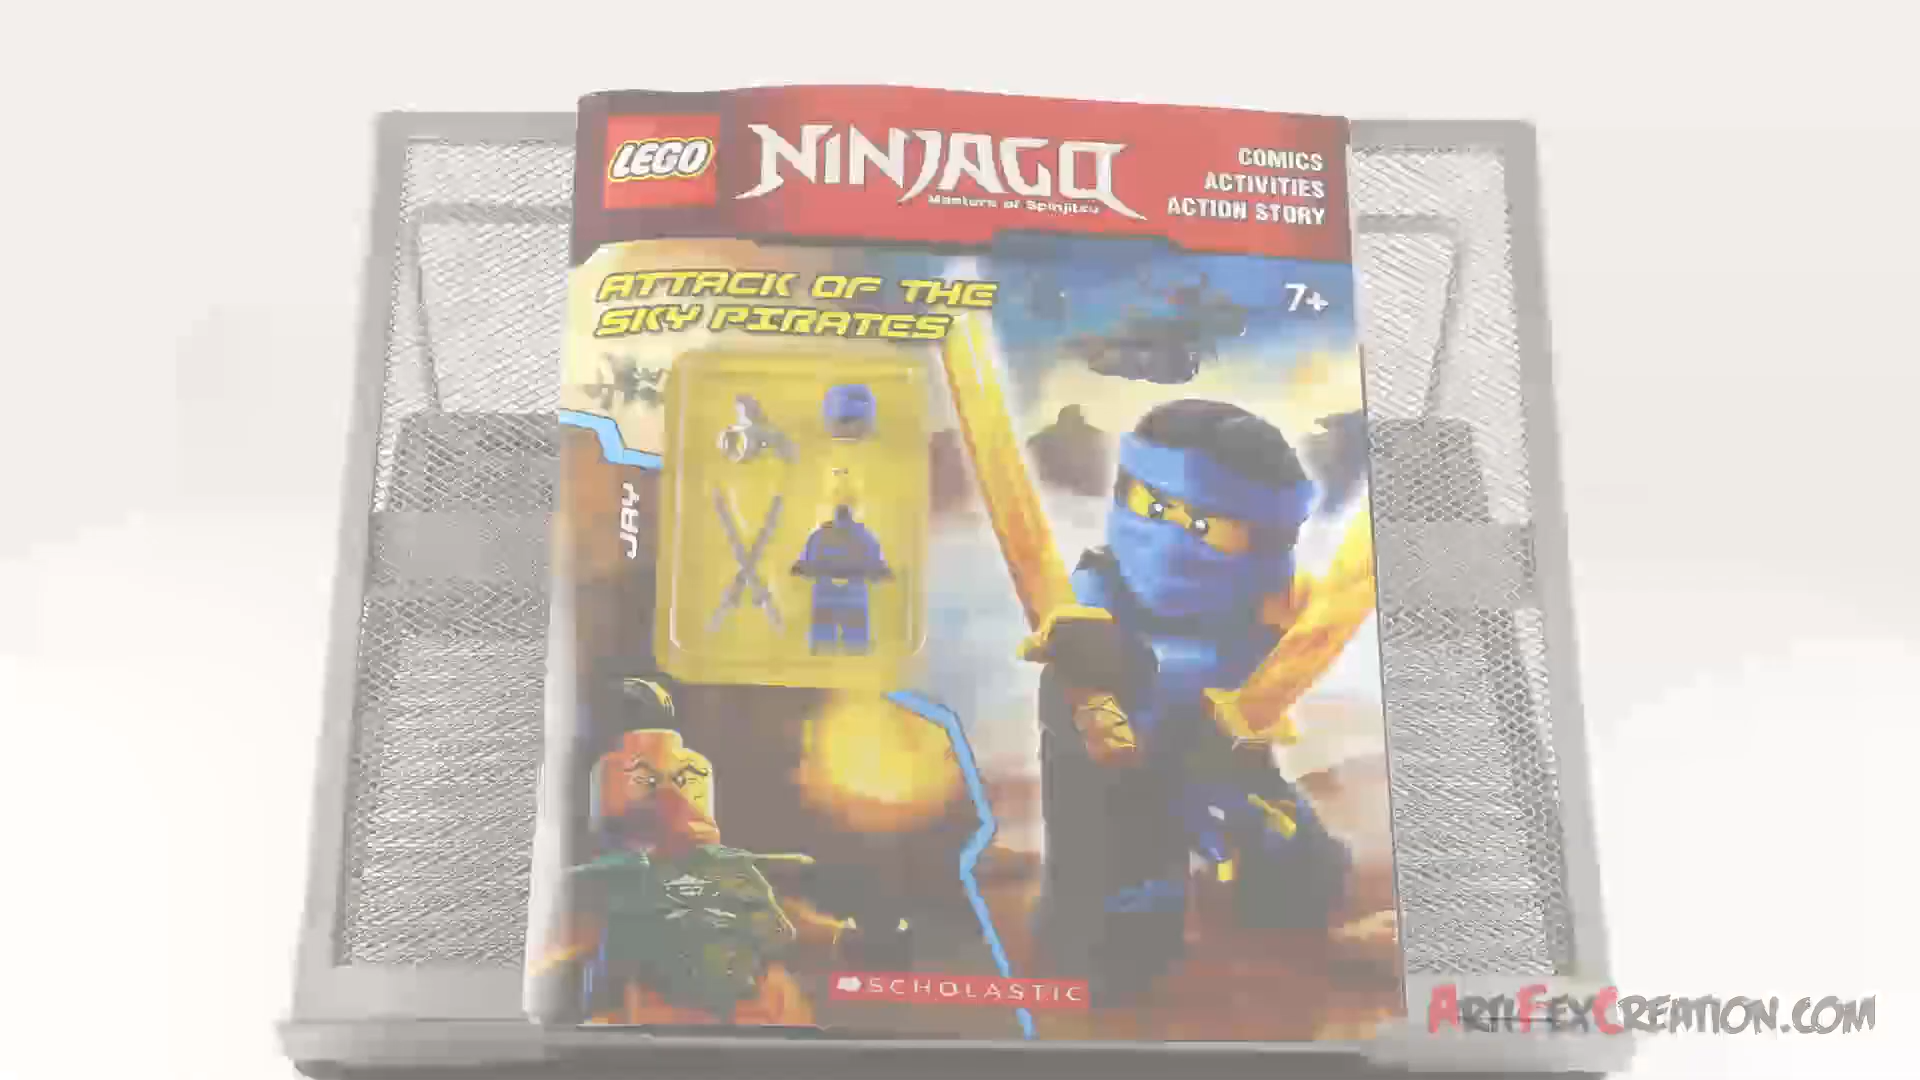 LEGO
NINJAGO
Masters of Spinjitzu
COMICS
ACTIVITIES
ACTION STORY
ATTACK OF THE
SKY PIRATES
7+
JAY
SCHOLASTIC
ARTIFEXCREATION.COM